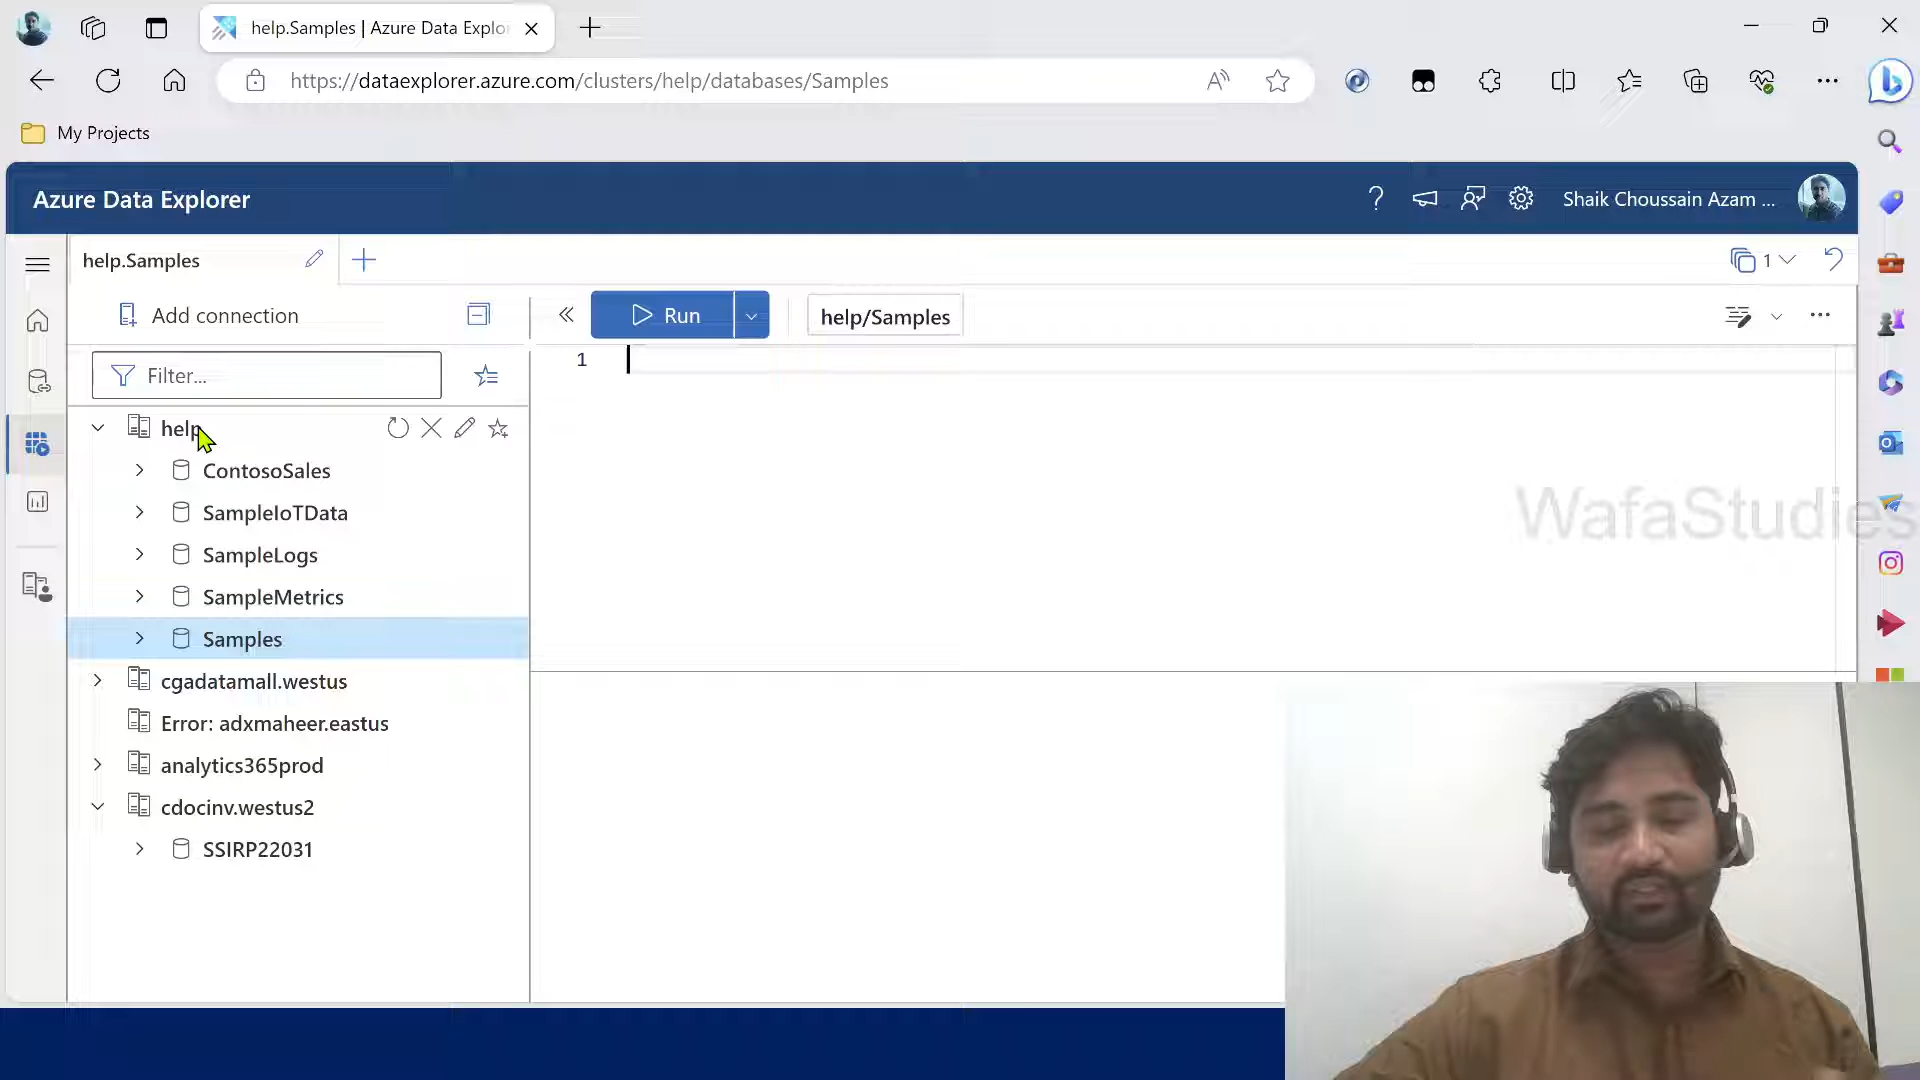 help.Samples | Azure Data Explo
https://dataexplorer.azure.com/clusters/help/databases/Samples
My Projects
Azure Data Explorer
Shaik Choussain Azam ...
help.Samples
1
Add connection
Run
help/Samples
Filter...
1
help
ContosoSales
SampleIoTData
SampleLogs
SampleMetrics
Samples
cgadatamall.westus
Error: adxmaheer.eastus
analytics365prod
cdocinv.westus2
SSIRP22031
WafaStudies